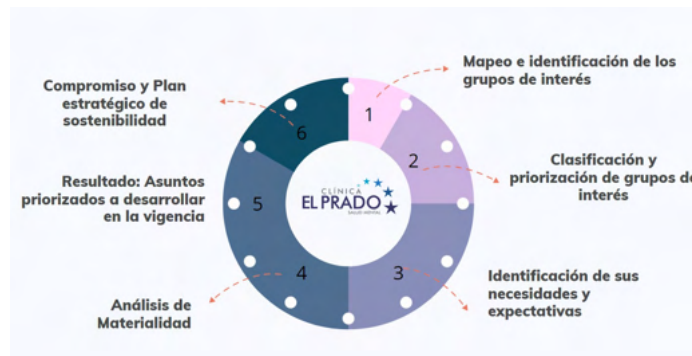 Mapeo e identificación de los
grupos de interés
1
Clasificación y
priorización de grupos de
interés
2
Identificación de sus
necesidades y
expectativas
3
Análisis de
Materialidad
4
Resultado: Asuntos
priorizados a desarrollar
en la vigencia
5
Compromiso y Plan
estratégico de
sostenibilidad
6
CLÍNICA
EL PRADO
SALUD MENTAL